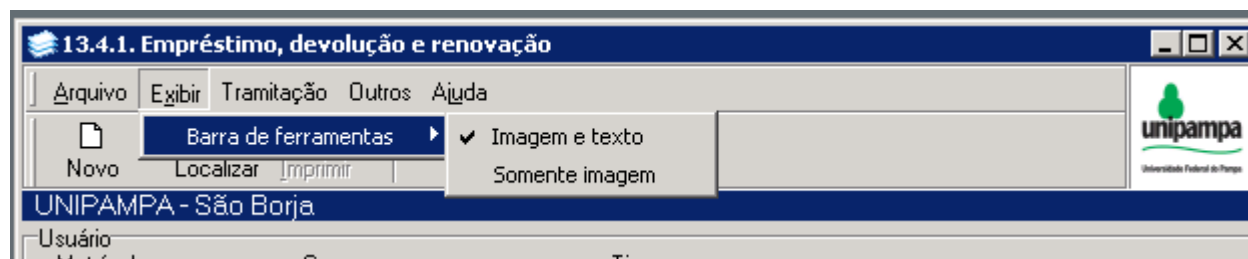 13.4.1. Empréstimo, devolução e renovação
Arquivo Exibir Tramitação Outros Ajuda
Barra de ferramentas Imagem e texto
Novo Localizar Imprimir Somente imagem
unipampa
Universidade Federal do Pampa
UNIPAMPA - São Borja
Usuário